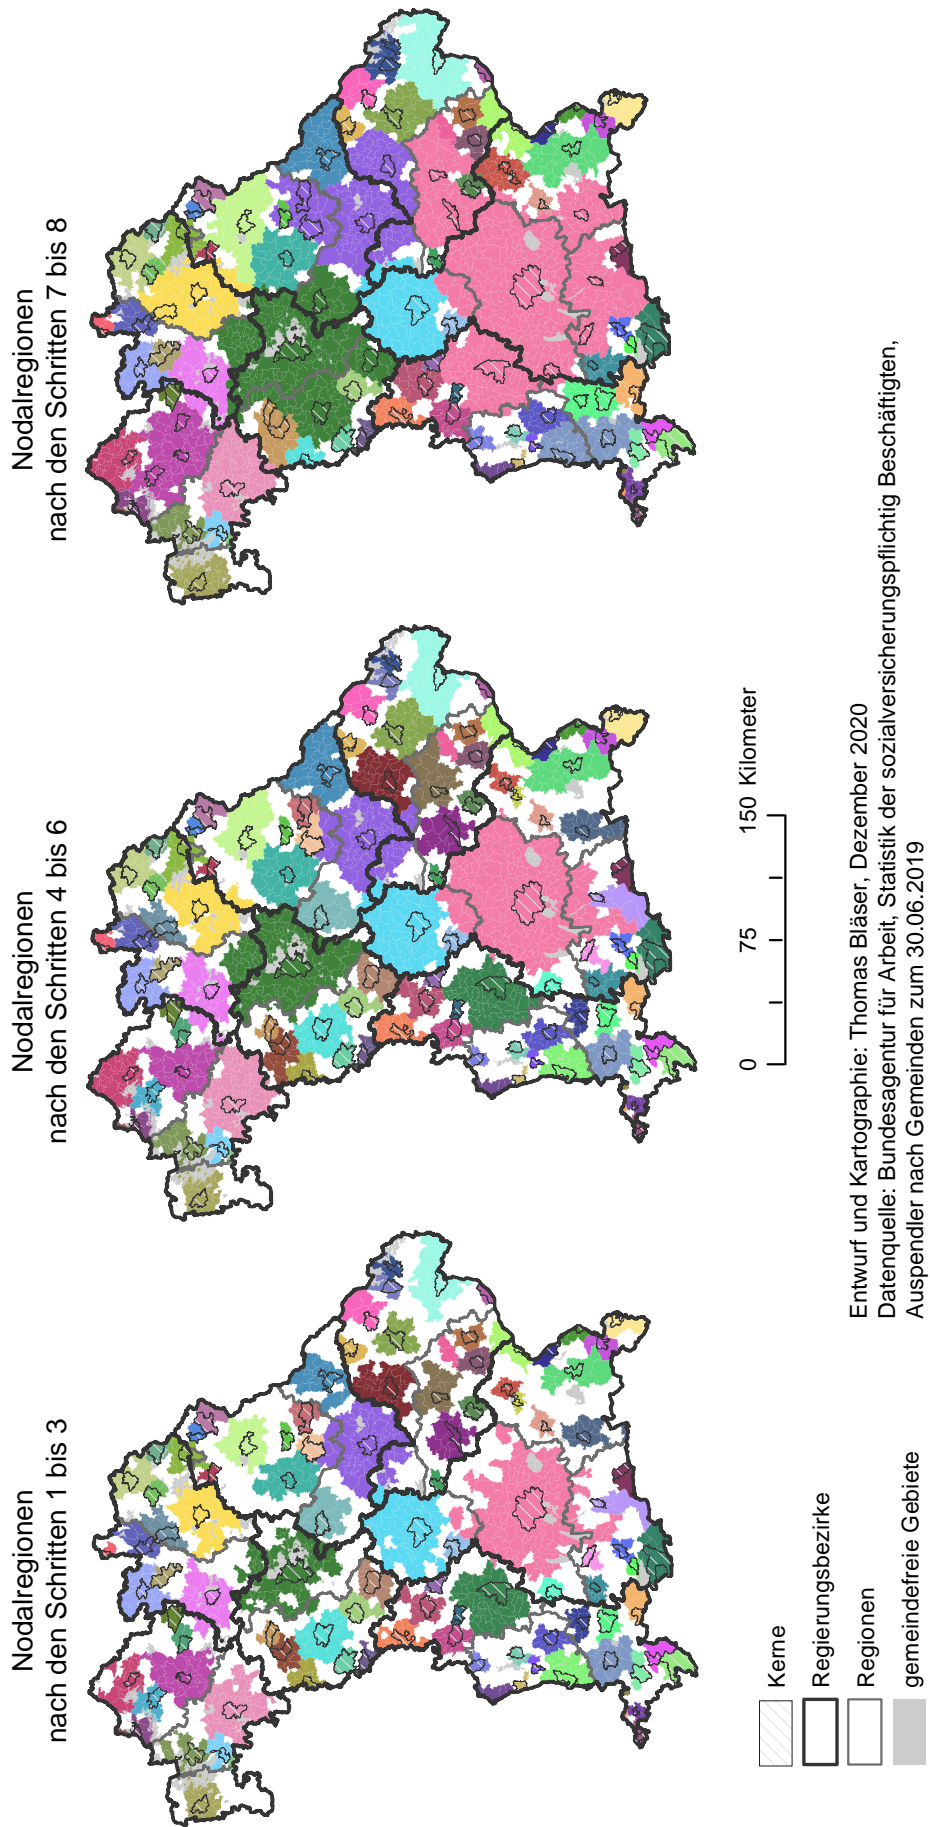 Nodalregionen
nach den Schritten 1 bis 3
Nodalregionen
nach den Schritten 4 bis 6
Nodalregionen
nach den Schritten 7 bis 8
Kerne
Regierungsbezirke
Regionen
gemeindefreie Gebiete
0 75 150 Kilometer
Entwurf und Kartographie: Thomas Bläser, Dezember 2020
Datenquelle: Bundesagentur für Arbeit, Statistik der sozialversicherungspflichtig Beschäftigten,
Auspendler nach Gemeinden zum 30.06.2019